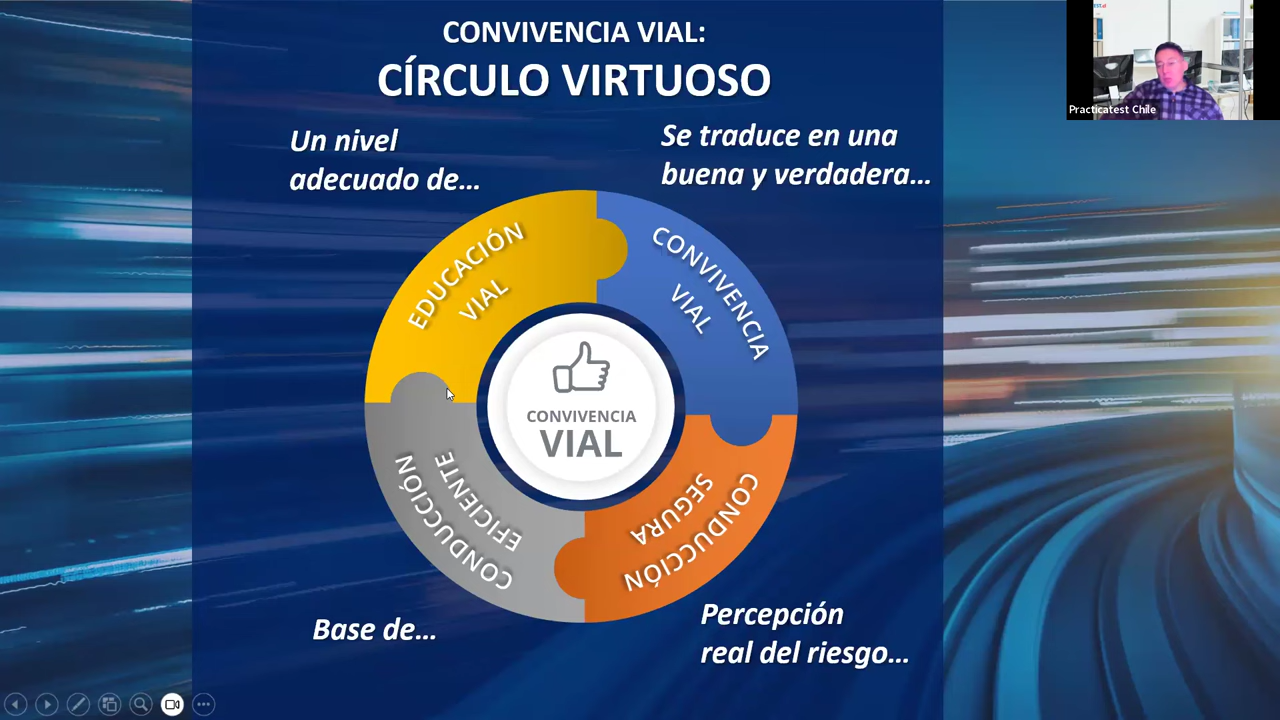 CONVIVENCIA VIAL:
CÍRCULO VIRTUOSO
Practicatest Chile
Un nivel
adecuado de...
Se traduce en una
buena y verdadera...
EDUCACIÓN
VIAL
CONVIVENCIA
VIAL
CONVIVENCIA
VIAL
CONDUCCIÓN
EFICIENTE
CONDUCCIÓN
SEGURA
Base de...
Percepción
real del riesgo...